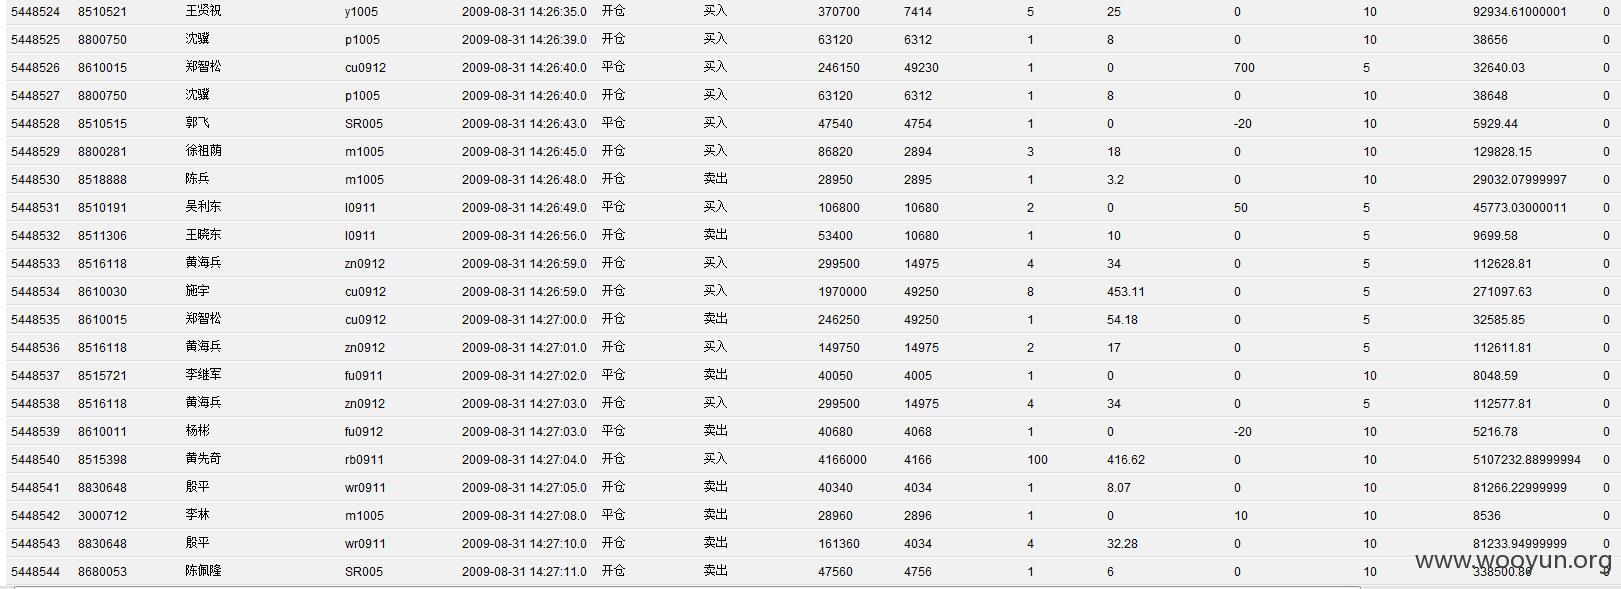 5448524 8510521 王贤祝 y1005 2009-08-31 14:26:35.0 开仓 买入 370700 7414 5 25 0 10 92934.61000001 0
5448525 8800750 沈骥 p1005 2009-08-31 14:26:39.0 开仓 买入 63120 6312 1 8 0 10 38656 0
5448526 8610015 郑智松 cu0912 2009-08-31 14:26:40.0 平仓 买入 246150 49230 1 0 700 5 32640.03 0
5448527 8800750 沈骥 p1005 2009-08-31 14:26:40.0 开仓 买入 63120 6312 1 8 0 10 38648 0
5448528 8510515 郭飞 SR005 2009-08-31 14:26:43.0 平仓 买入 47540 4754 1 0 -20 10 5929.44 0
5448529 8800281 徐祖荫 m1005 2009-08-31 14:26:45.0 开仓 买入 86820 2894 3 18 0 10 129828.15 0
5448530 8518888 陈兵 m1005 2009-08-31 14:26:48.0 开仓 卖出 28950 2895 1 3.2 0 10 29032.07999997 0
5448531 8510191 吴利东 l0911 2009-08-31 14:26:49.0 平仓 买入 106800 10680 2 0 50 5 45773.03000011 0
5448532 8511306 王晓东 l0911 2009-08-31 14:26:56.0 开仓 卖出 53400 10680 1 10 0 5 9699.58 0
5448533 8516118 黄海兵 zn0912 2009-08-31 14:26:59.0 开仓 买入 299500 14975 4 34 0 5 112628.81 0
5448534 8610030 施宇 cu0912 2009-08-31 14:26:59.0 开仓 买入 1970000 49250 8 453.11 0 5 271097.63 0
5448535 8610015 郑智松 cu0912 2009-08-31 14:27:00.0 开仓 卖出 246250 49250 1 54.18 0 5 32585.85 0
5448536 8516118 黄海兵 zn0912 2009-08-31 14:27:01.0 开仓 买入 149750 14975 2 17 0 5 112611.81 0
5448537 8515721 李继军 fu0911 2009-08-31 14:27:02.0 平仓 卖出 40050 4005 1 0 0 10 8048.59 0
5448538 8516118 黄海兵 zn0912 2009-08-31 14:27:03.0 开仓 买入 299500 14975 4 34 0 5 112577.81 0
5448539 8610011 杨彬 fu0912 2009-08-31 14:27:03.0 平仓 卖出 40680 4068 1 0 -20 10 5216.78 0
5448540 8515398 黄先奇 rb0911 2009-08-31 14:27:04.0 开仓 买入 4166000 4166 100 416.62 0 10 5107232.88999994 0
5448541 8830648 殷平 wr0911 2009-08-31 14:27:05.0 开仓 卖出 40340 4034 1 8.07 0 10 81266.22999999 0
5448542 3000712 李林 m1005 2009-08-31 14:27:08.0 平仓 卖出 28960 2896 1 0 10 10 8536 0
5448543 8830648 殷平 wr0911 2009-08-31 14:27:10.0 开仓 卖出 161360 4034 4 32.28 0 10 81233.94999999 0
www.wooyun.org
5448544 8680053 陈佩隆 SR005 2009-08-31 14:27:11.0 开仓 卖出 47560 4756 1 6 0 10 338500.86 0